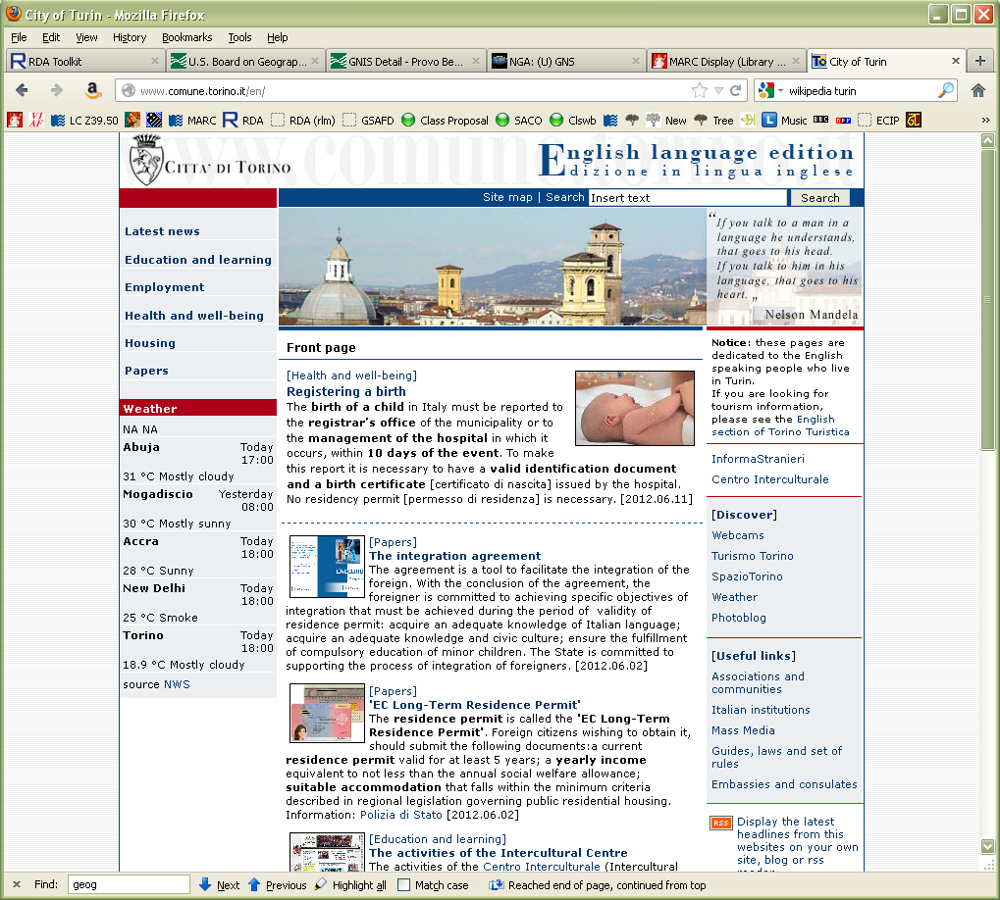 City of Turin - Mozilla Firefox
File Edit View History Bookmarks Tools Help
RDA Toolkit
U.S. Board on Geograp...
GNIS Detail - Provo Be...
NGA: (U) GNS
MARC Display (Library ...
City of Turin
www.comune.torino.it/en/
wikipedia turin
LC Z39.50 MARC RDA RDA (rlm) GSAFD Class Proposal SACO Clswb New Tree Music BBC ECIP
CITTA' DI TORINO
English language edition
Edizione in lingua inglese
Site map | Search Insert text Search
Latest news
Education and learning
Employment
Health and well-being
Housing
Papers
Weather
NA NA
Abuja Today
17:00
31 °C Mostly cloudy
Mogadiscio Yesterday
08:00
30 °C Mostly sunny
Accra Today
18:00
28 °C Sunny
New Delhi Today
18:00
25 °C Smoke
Torino Today
18:00
18.9 °C Mostly cloudy
source NWS
Front page
[Health and well-being]
Registering a birth
The birth of a child in Italy must be reported to
the registrar's office of the municipality or to
the management of the hospital in which it
occurs, within 10 days of the event. To make
this report it is necessary to have a valid identification document
and a birth certificate [certificato di nascita] issued by the hospital.
No residency permit [permesso di residenza] is necessary. [2012.06.11]
[Papers]
The integration agreement
The agreement is a tool to facilitate the integration of the
foreign. With the conclusion of the agreement, the
foreigner is committed to achieving specific objectives of
integration that must be achieved during the period of validity of
residence permit: acquire an adequate knowledge of Italian language;
acquire an adequate knowledge and civic culture; ensure the fulfillment
of compulsory education of minor children. The State is committed to
supporting the process of integration of foreigners. [2012.06.02]
[Papers]
'EC Long-Term Residence Permit'
The residence permit is called the 'EC Long-Term
Residence Permit'. Foreign citizens wishing to obtain it,
should submit the following documents:a current
residence permit valid for at least 5 years; a yearly income
equivalent to not less than the annual social welfare allowance;
suitable accommodation that falls within the minimum criteria
described in regional legislation governing public residential housing.
Information: Polizia di Stato [2012.06.02]
[Education and learning]
The activities of the Intercultural Centre
The activities of the Centro Interculturale (Intercultural
“If you talk to a man in a
language he understands,
that goes to his head.
If you talk to him in his
language, that goes to his
heart. „
Nelson Mandela
Notice: these pages are
dedicated to the English
speaking people who live
in Turin.
If you are looking for
tourism information,
please see the English
section of Torino Turistica
InformaStranieri
Centro Interculturale
[Discover]
Webcams
Turismo Torino
SpazioTorino
Weather
Photoblog
[Useful links]
Associations and
communities
Italian institutions
Mass Media
Guides, laws and set of
rules
Embassies and consulates
RSS Display the latest
headlines from this
websites on your own
site, blog or rss
Find: geog Next Previous Highlight all Match case Reached end of page, continued from top